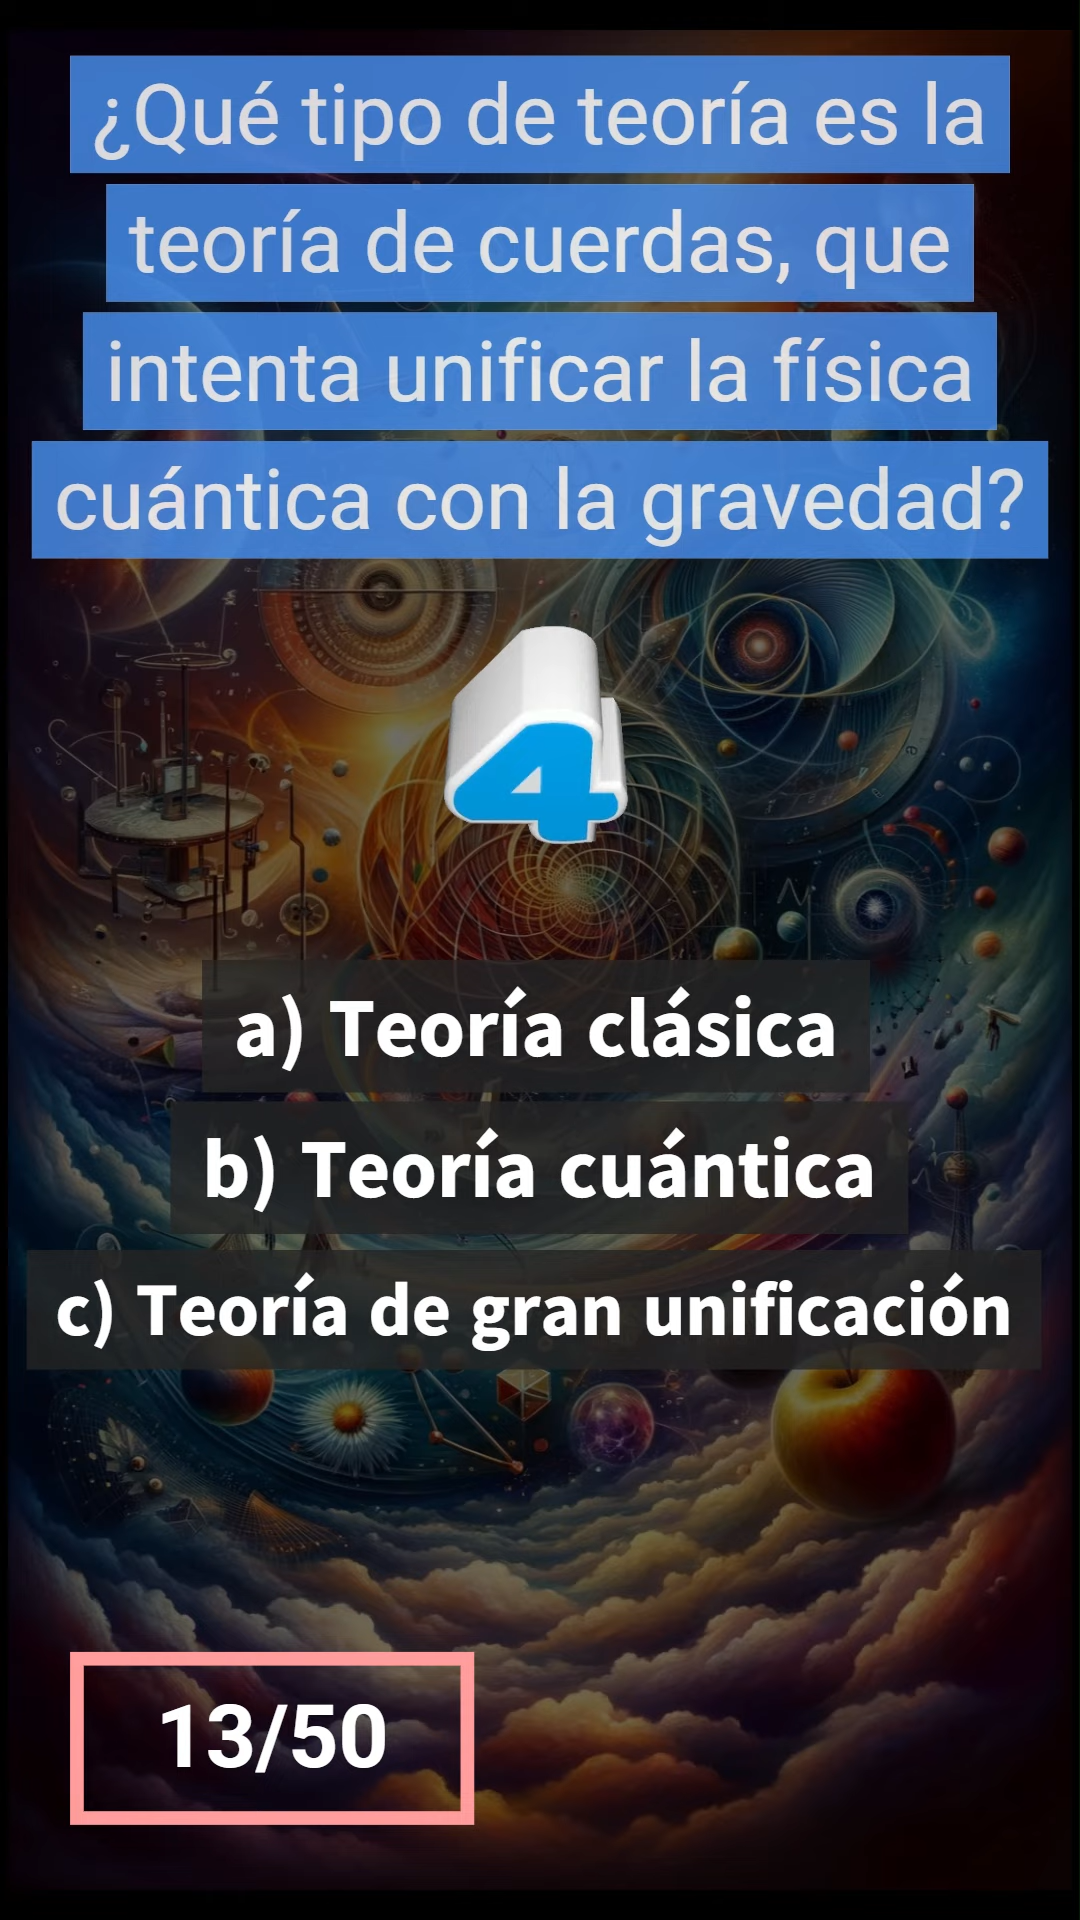 ¿Qué tipo de teoría es la
teoría de cuerdas, que
intenta unificar la física
cuántica con la gravedad?
4
a) Teoría clásica
b) Teoría cuántica
c) Teoría de gran unificación
13/50